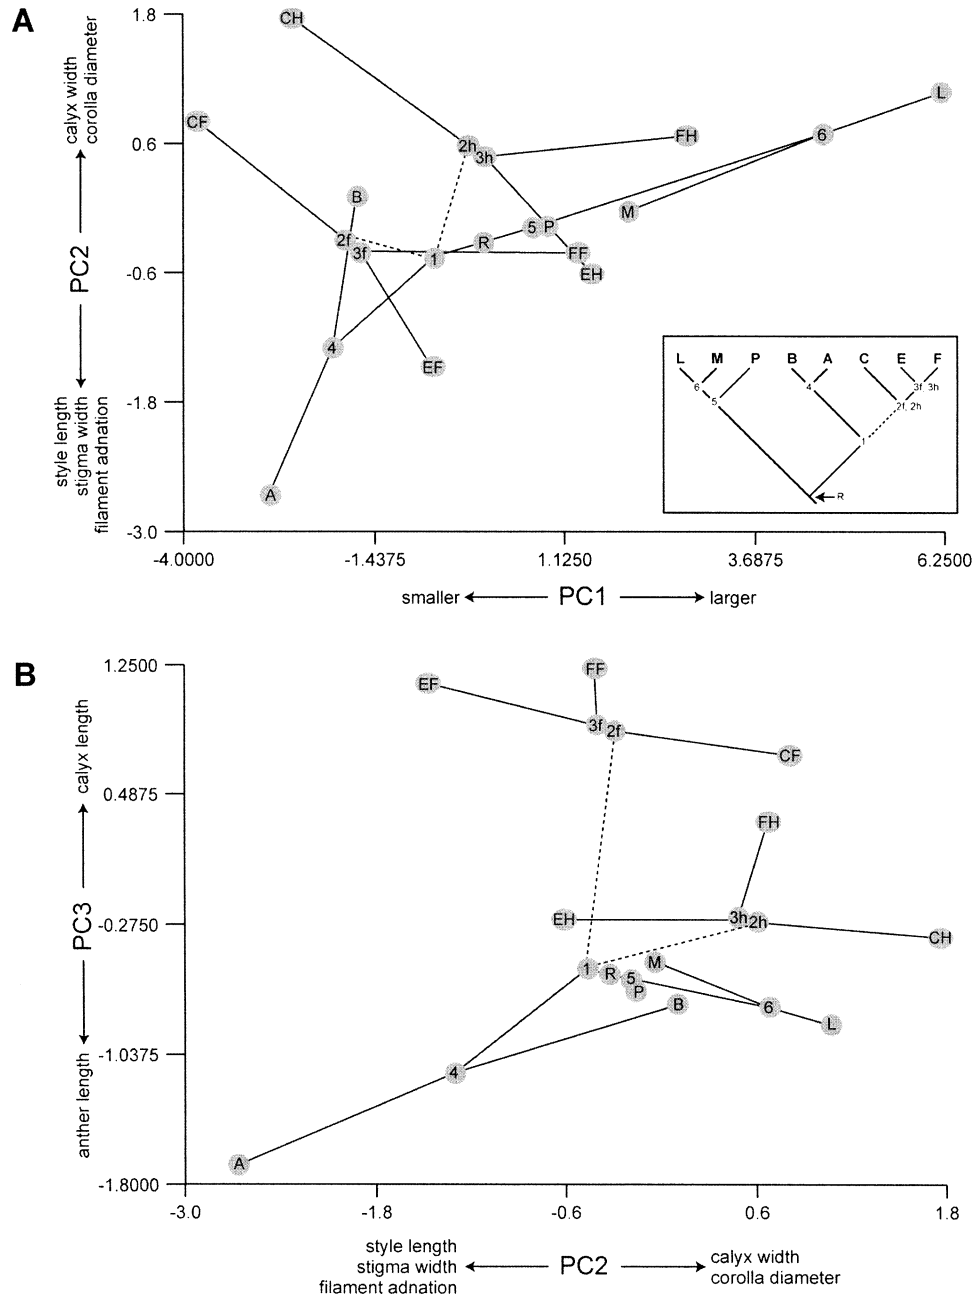 A
1.8
0.6
-0.6
-1.8
-3.0
calyx width
corolla diameter
PC2
style length
stigma width
filament adnation
CH
CF
2h
3h
FH
6
L
B
M
2f
3f
1
R
5
P
FF
EH
4
EF
A
L M P B A C E F
6
5
4
3f, 3h
2f, 2h
1
R
-4.0000
-1.4375
1.1250
3.6875
6.2500
smaller
PC1
larger
B
1.2500
0.4875
-0.2750
-1.0375
-1.8000
calyx length
PC3
anther length
EF
FF
3f
2f
CF
FH
EH
3h
2h
CH
1
R
M
5
P
B
6
L
4
A
-3.0
-1.8
-0.6
0.6
1.8
style length
stigma width
filament adnation
PC2
calyx width
corolla diameter